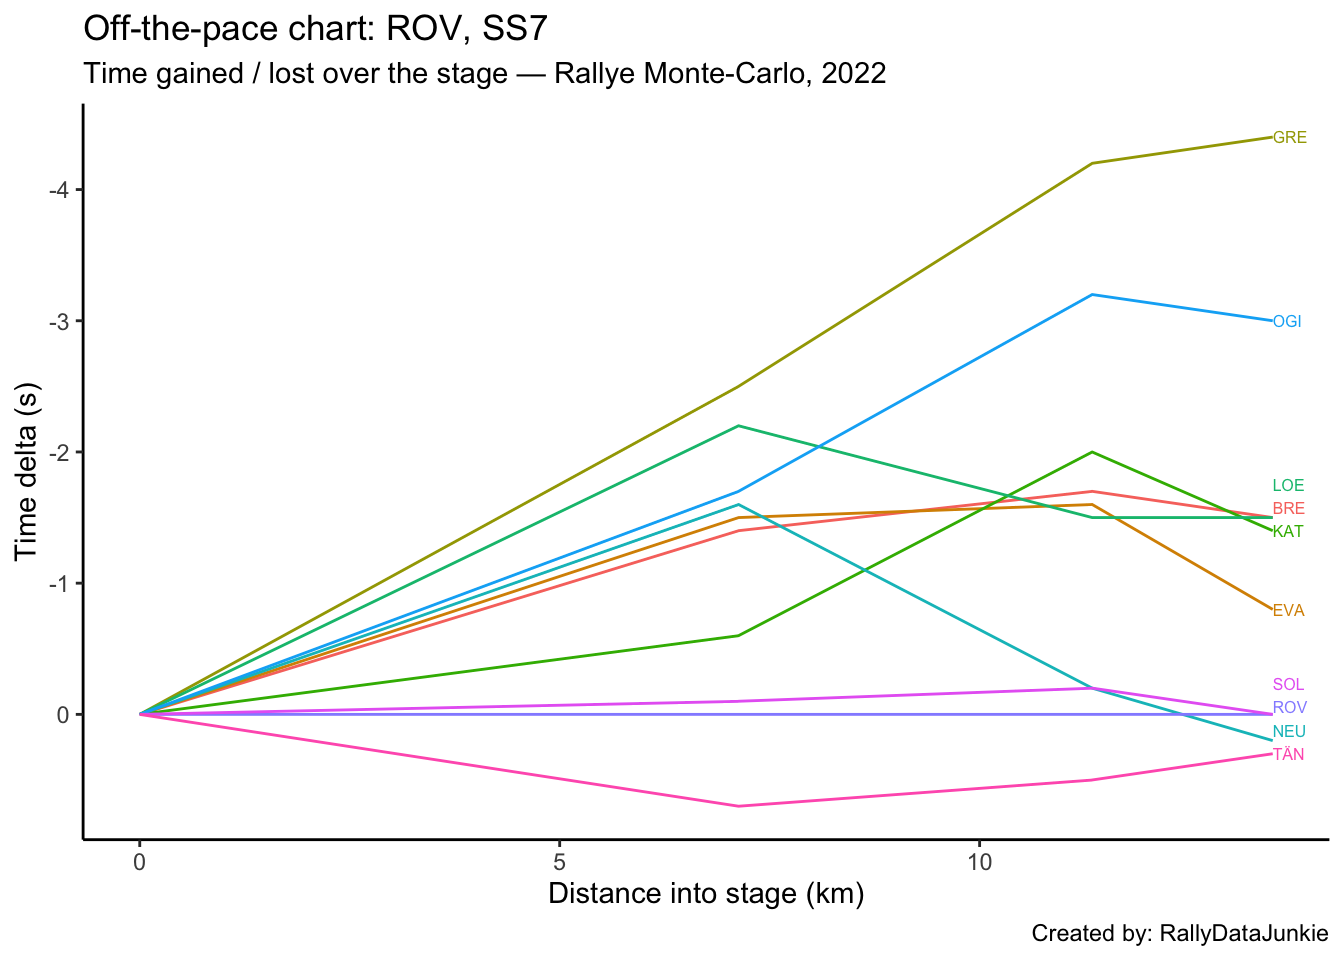 Off-the-pace chart: ROV, SS7
Time gained / lost over the stage — Rallye Monte-Carlo, 2022
Time delta (s)
-4
-3
-2
-1
0
GRE
OGI
LOE
BRE
KAT
EVA
SOL
ROV
NEU
TÄN
0 5 10
Distance into stage (km)
Created by: RallyDataJunkie